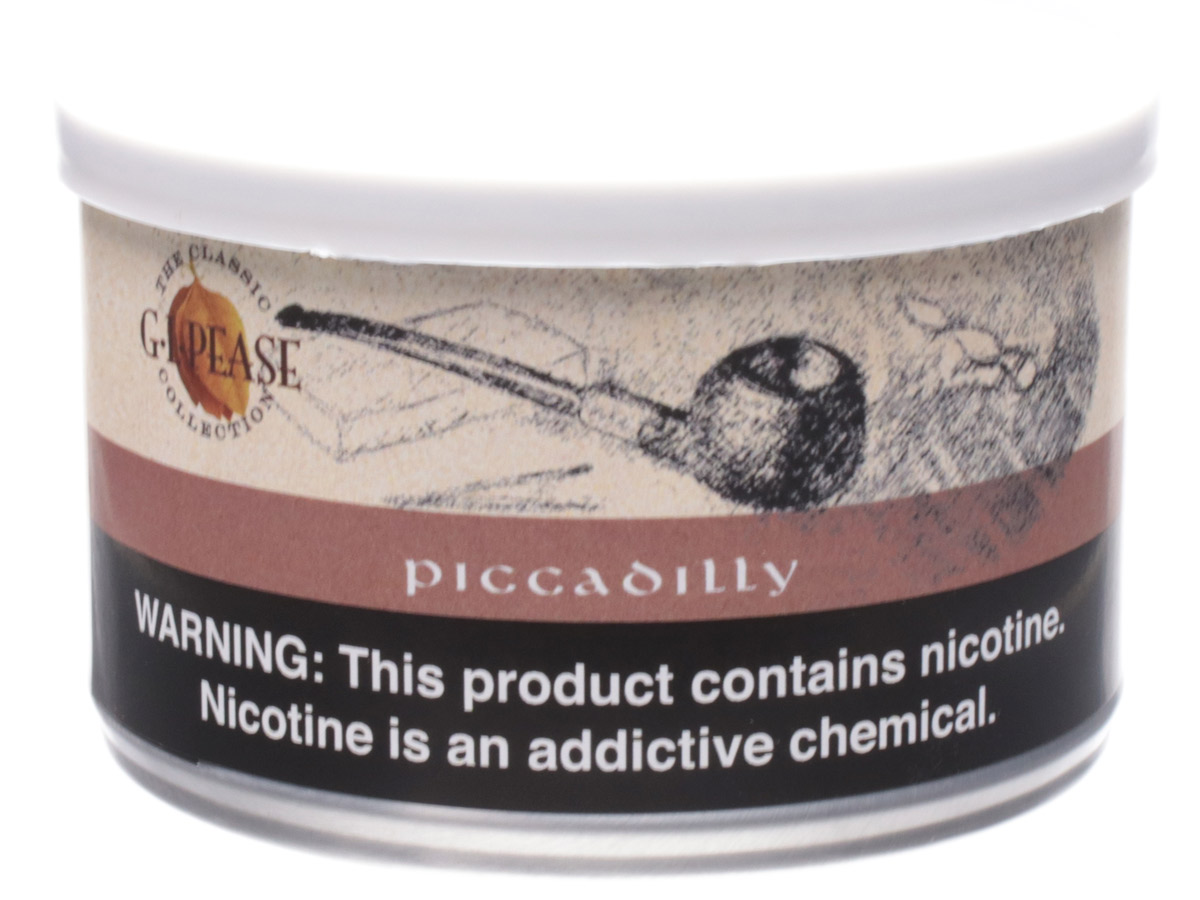 THE CLASSIC
G.L.PEASE
COLLECTION
piccadilly
WARNING: This product contains nicotine.
Nicotine is an addictive chemical.